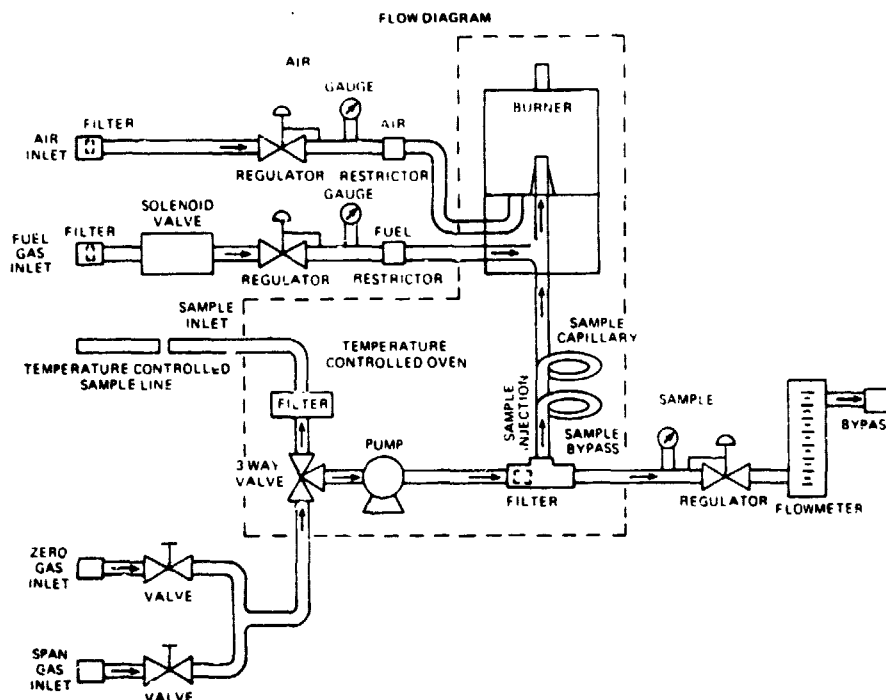 FLOW DIAGRAM
AIR
GAUGE
BURNER
FILTER
AIR
AIR
INLET
REGULATOR
RESTRICTOR
GAUGE
SOLENOID
VALVE
FUEL
GAS
INLET
FILTER
FUEL
REGULATOR
RESTRICTOR
SAMPLE
INLET
TEMPERATURE
CONTROLLED OVEN
SAMPLE
CAPILLARY
TEMPERATURE CONTROLLED
SAMPLE LINE
FILTER
SAMPLE
INJECTION
SAMPLE
BYPASS
SAMPLE
BYPAS
PUMP
3 WAY
VALVE
FILTER
REGULATOR
FLOWMETER
ZERO
GAS
INLET
VALVE
SPAN
GAS
INLET
VALVE